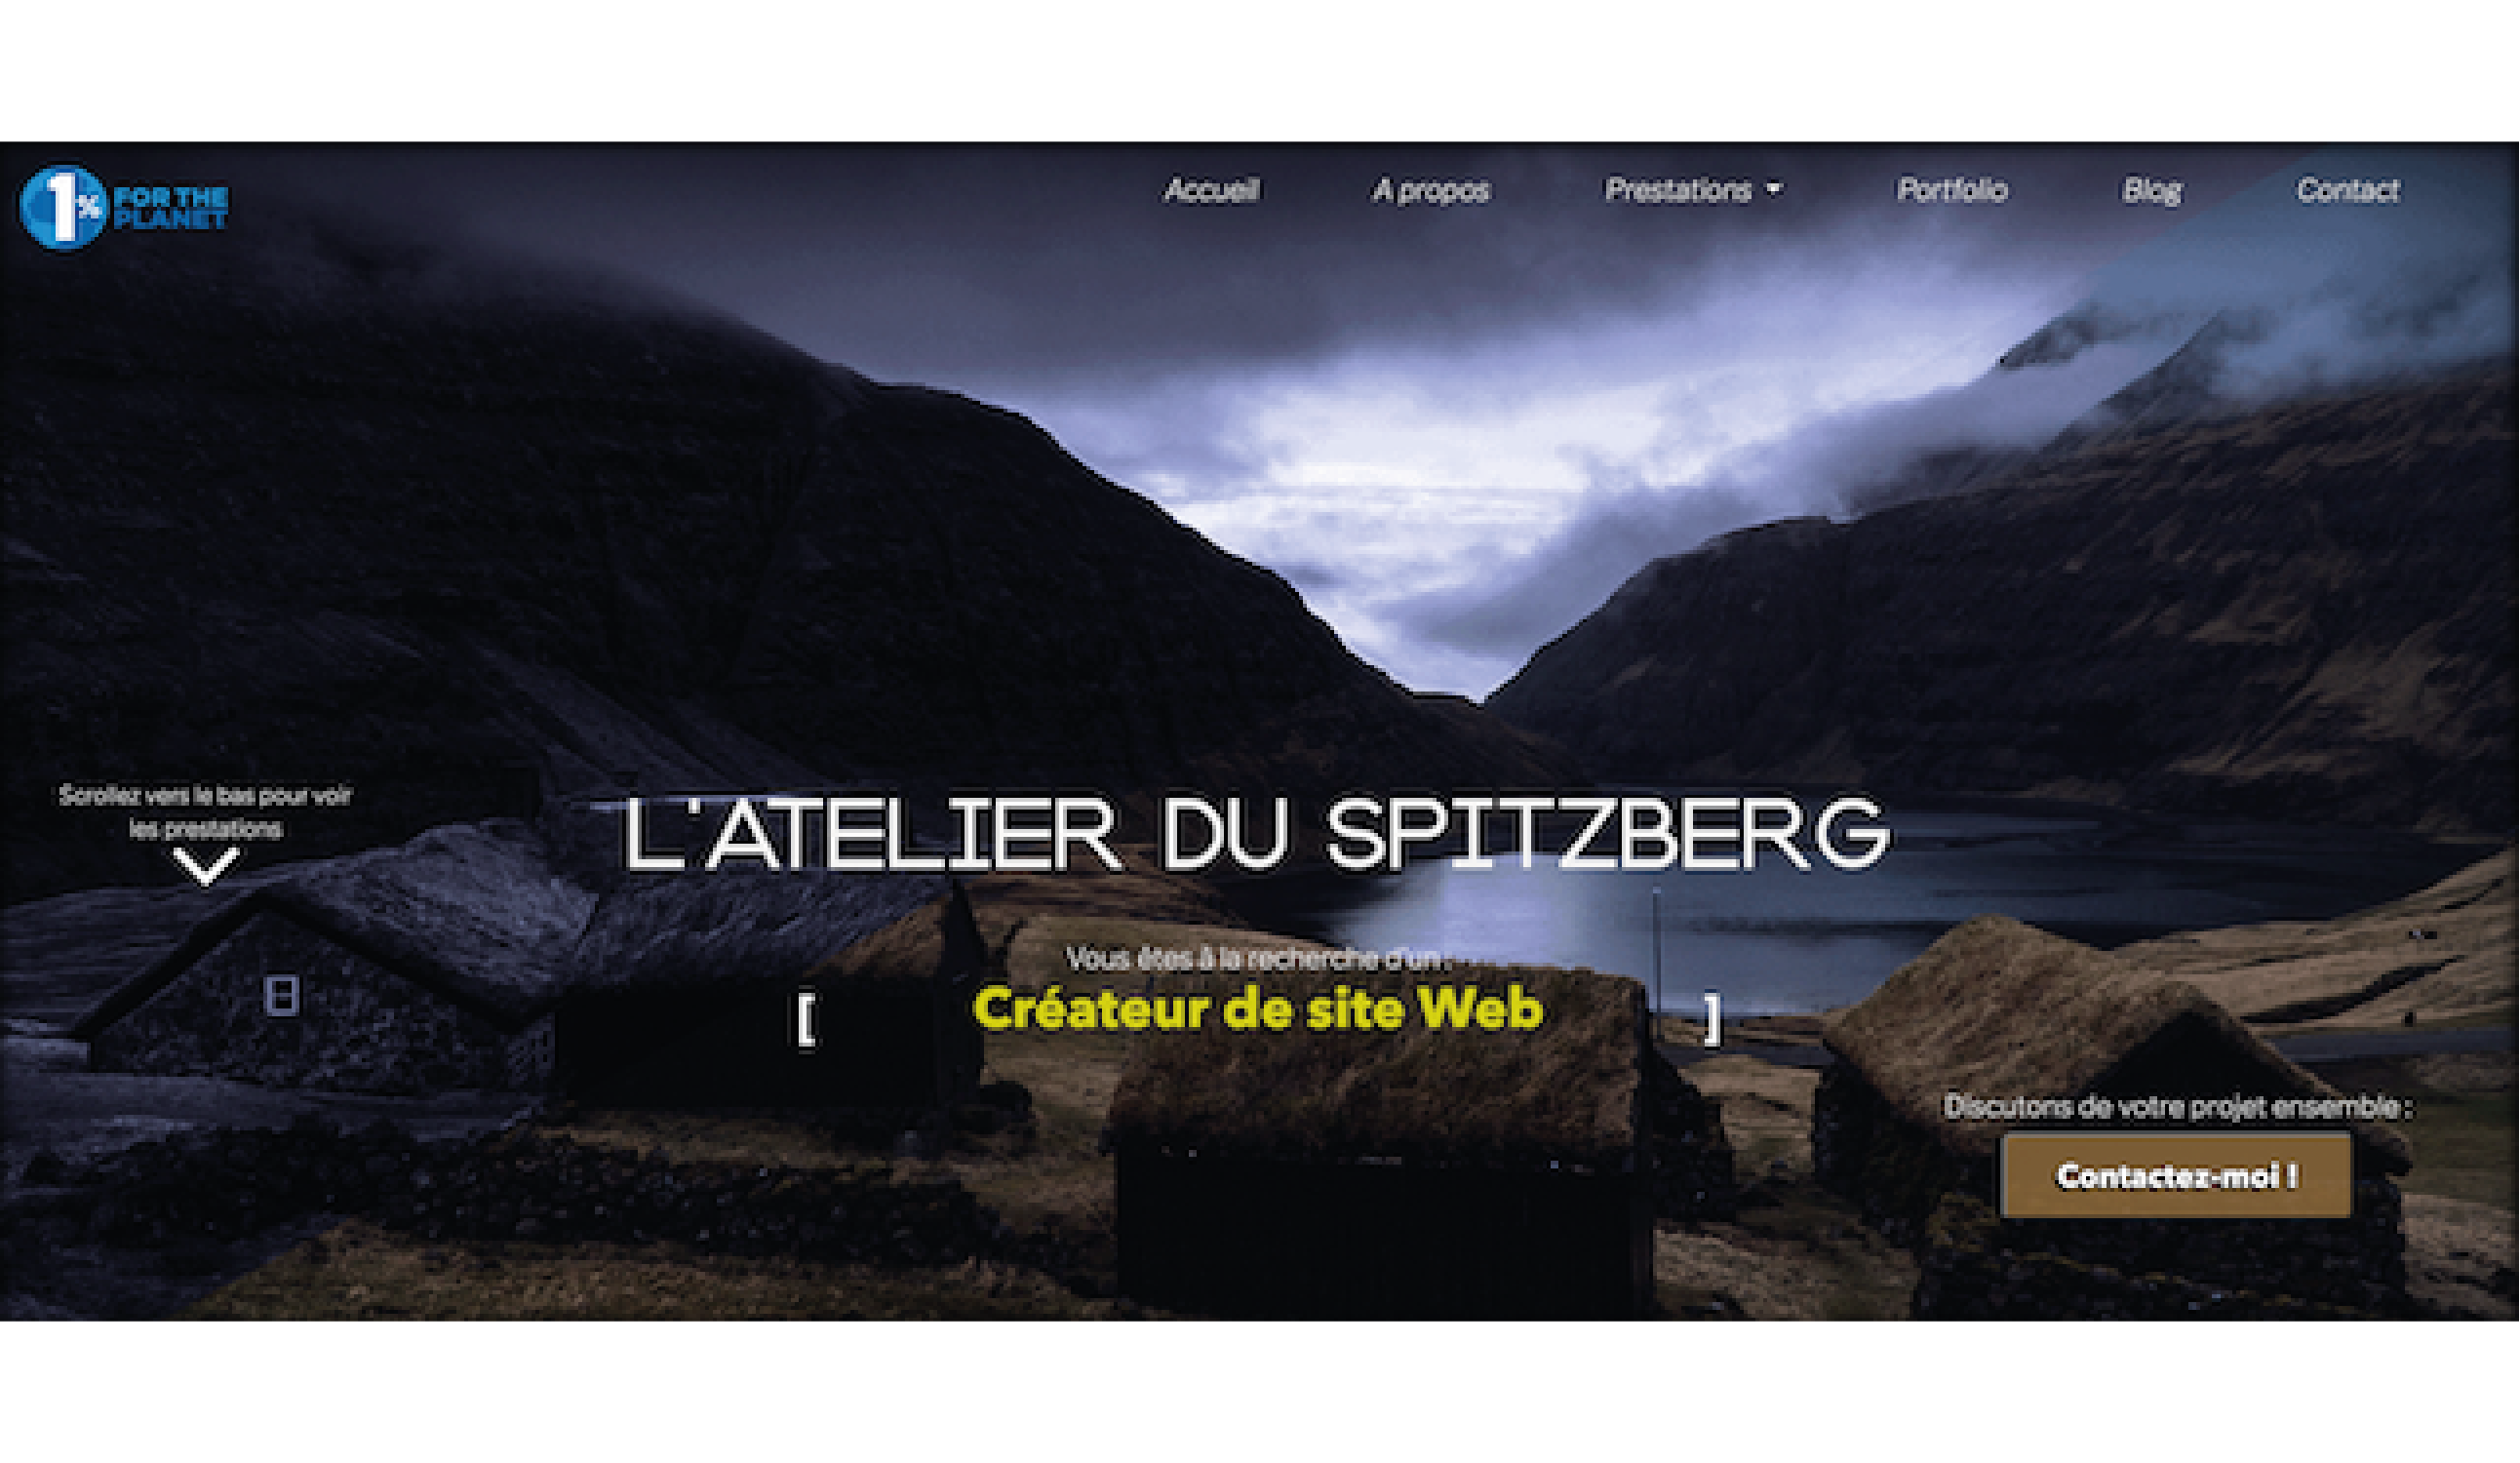 1% FOR THE
PLANET
Accueil
A propos
Prestations
Portfolio
Blog
Contact
Scrollez vers le bas pour voir
les prestations
L'ATELIER DU SPITZBERG
Vous êtes à la recherche d'un :
[ Créateur de site Web ]
Discutons de votre projet ensemble :
Contactez-moi !